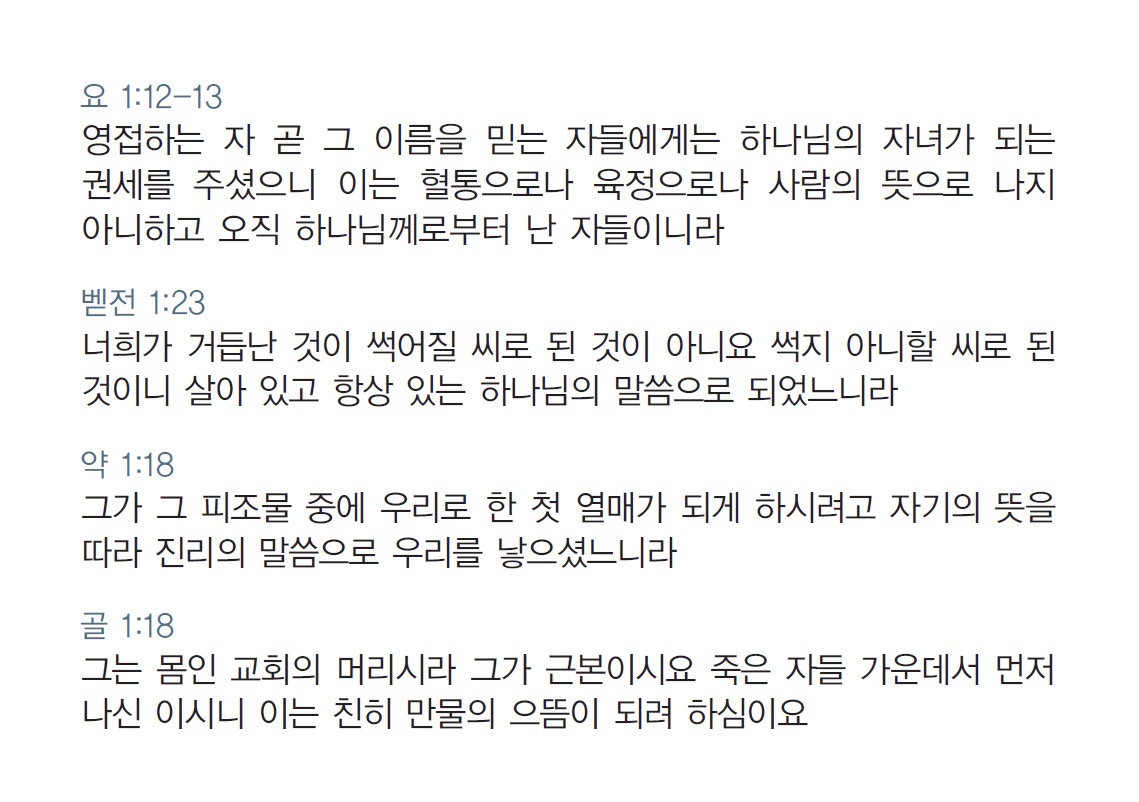 요 1:12-13
영접하는 자 곧 그 이름을 믿는 자들에게는 하나님의 자녀가 되는
권세를 주셨으니 이는 혈통으로나 육정으로나 사람의 뜻으로 나지
아니하고 오직 하나님께로부터 난 자들이니라
벧전 1:23
너희가 거듭난 것이 썩어질 씨로 된 것이 아니요 썩지 아니할 씨로 된
것이니 살아 있고 항상 있는 하나님의 말씀으로 되었느니라
약 1:18
그가 그 피조물 중에 우리로 한 첫 열매가 되게 하시려고 자기의 뜻을
따라 진리의 말씀으로 우리를 낳으셨느니라
골 1:18
그는 몸인 교회의 머리시라 그가 근본이시요 죽은 자들 가운데서 먼저
나신 이시니 이는 친히 만물의 으뜸이 되려 하심이요